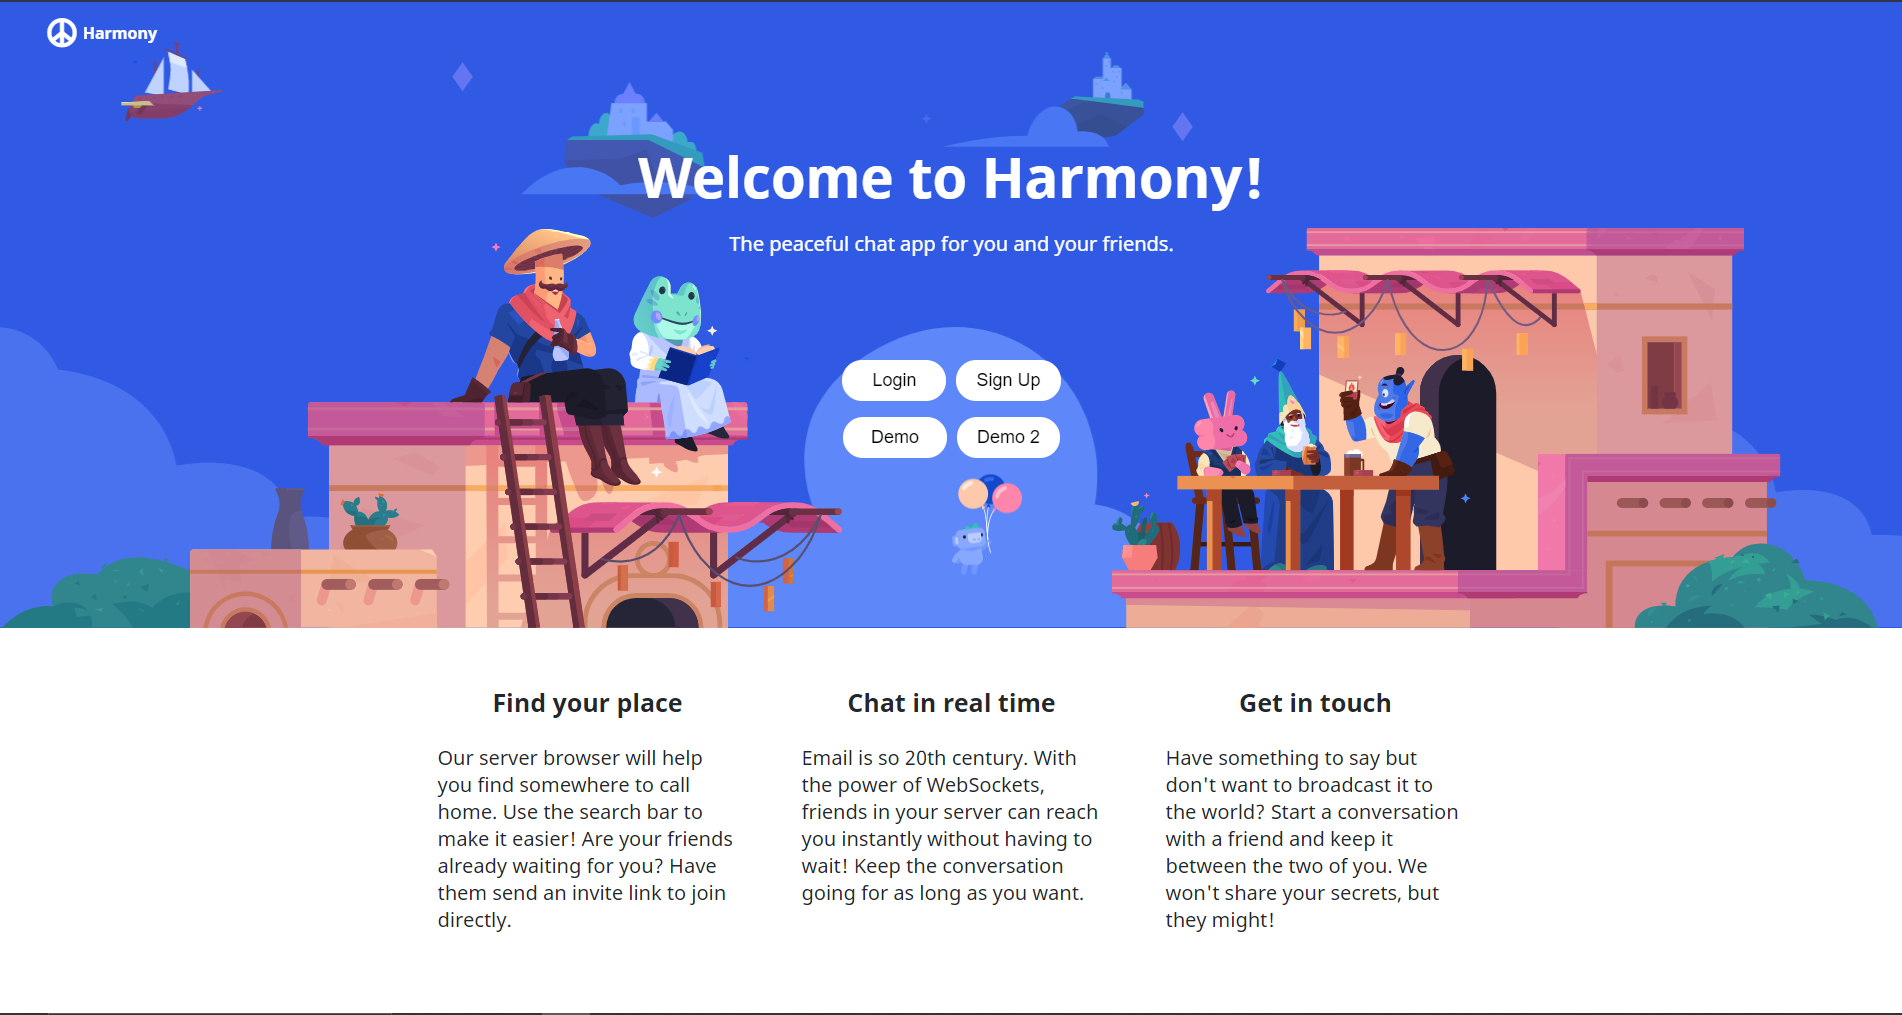 Harmony
Welcome to Harmony!
The peaceful chat app for you and your friends.
Login
Sign Up
Demo
Demo 2
Find your place
Our server browser will help
you find somewhere to call
home. Use the search bar to
make it easier! Are your friends
already waiting for you? Have
them send an invite link to join
directly.
Chat in real time
Email is so 20th century. With
the power of WebSockets,
friends in your server can reach
you instantly without having to
wait! Keep the conversation
going for as long as you want.
Get in touch
Have something to say but
don't want to broadcast it to
the world? Start a conversation
with a friend and keep it
between the two of you. We
won't share your secrets, but
they might!